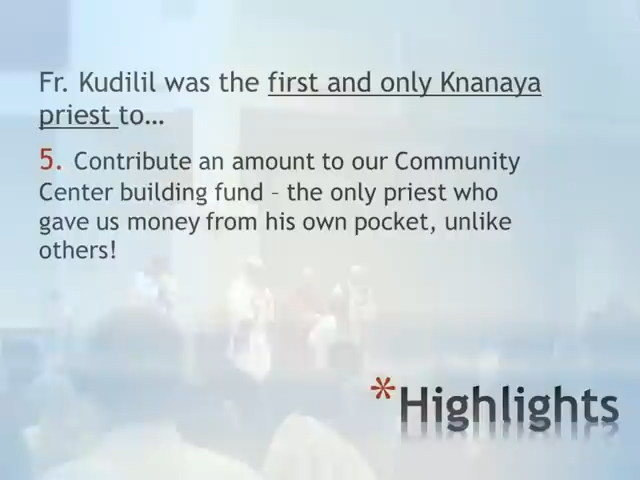 Fr. Kudilil was the first and only Knanaya
priest to…
5. Contribute an amount to our Community
Center building fund – the only priest who
gave us money from his own pocket, unlike
others!
*Highlights